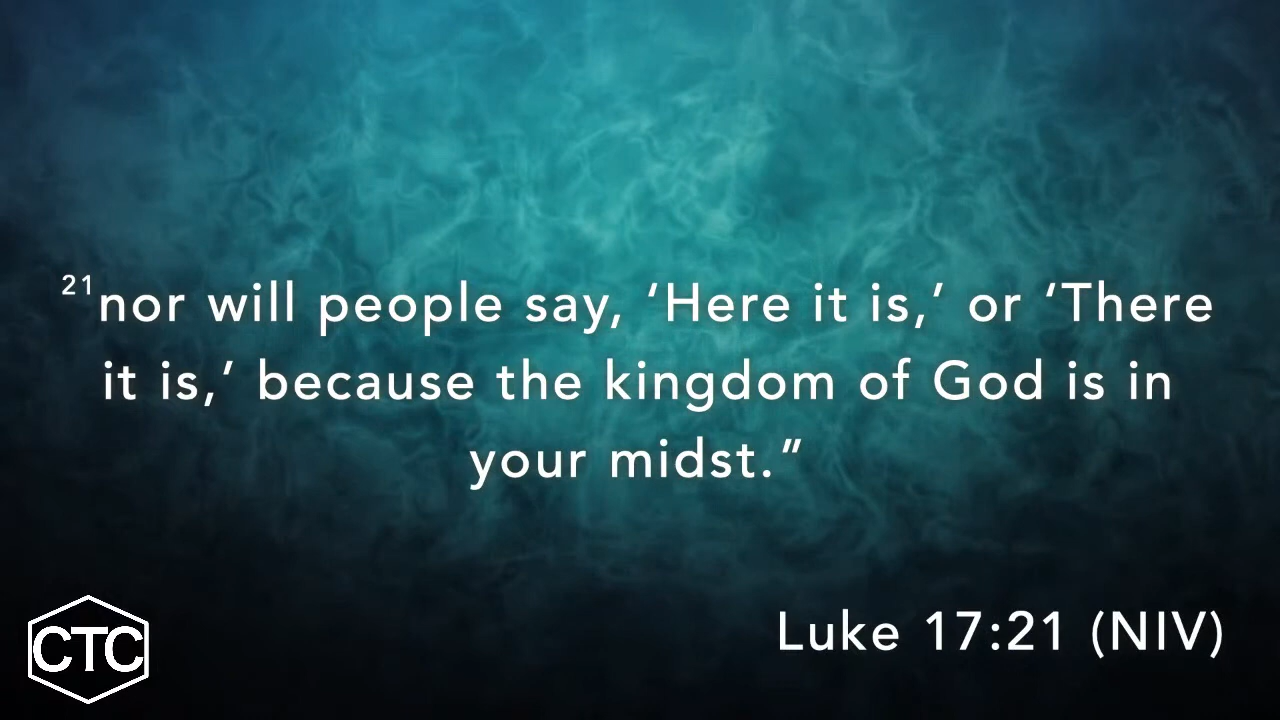 21nor will people say, ‘Here it is,’ or ‘There
it is,’ because the kingdom of God is in
your midst.”
Luke 17:21 (NIV)
CTC